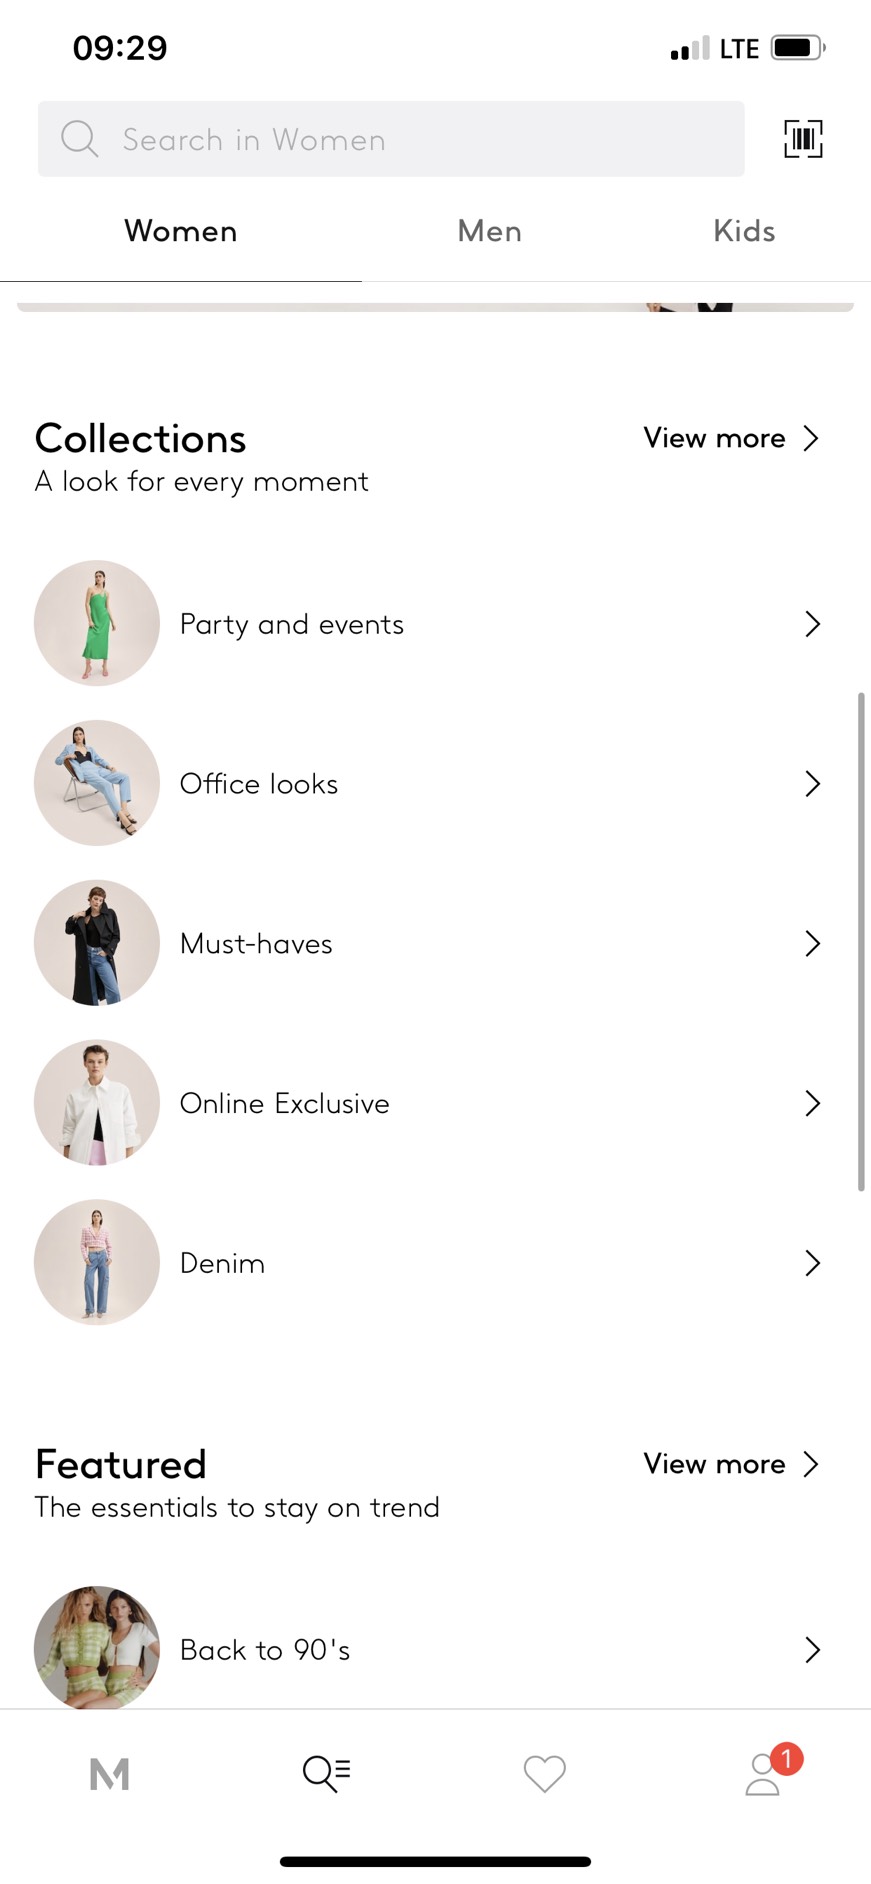 09:29
LTE
Search in Women
Women
Men
Kids
Collections
View more
A look for every moment
Party and events
Office looks
Must-haves
Online Exclusive
Denim
Featured
View more
The essentials to stay on trend
Back to 90's
M
1